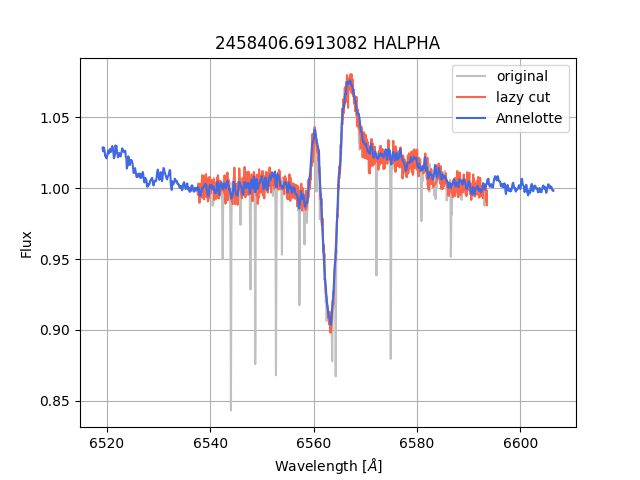 2458406.6913082 HALPHA
original
lazy cut
Annelotte
1.05
1.00
0.95
0.90
0.85
Flux
6520 6540 6560 6580 6600
Wavelength [Å]